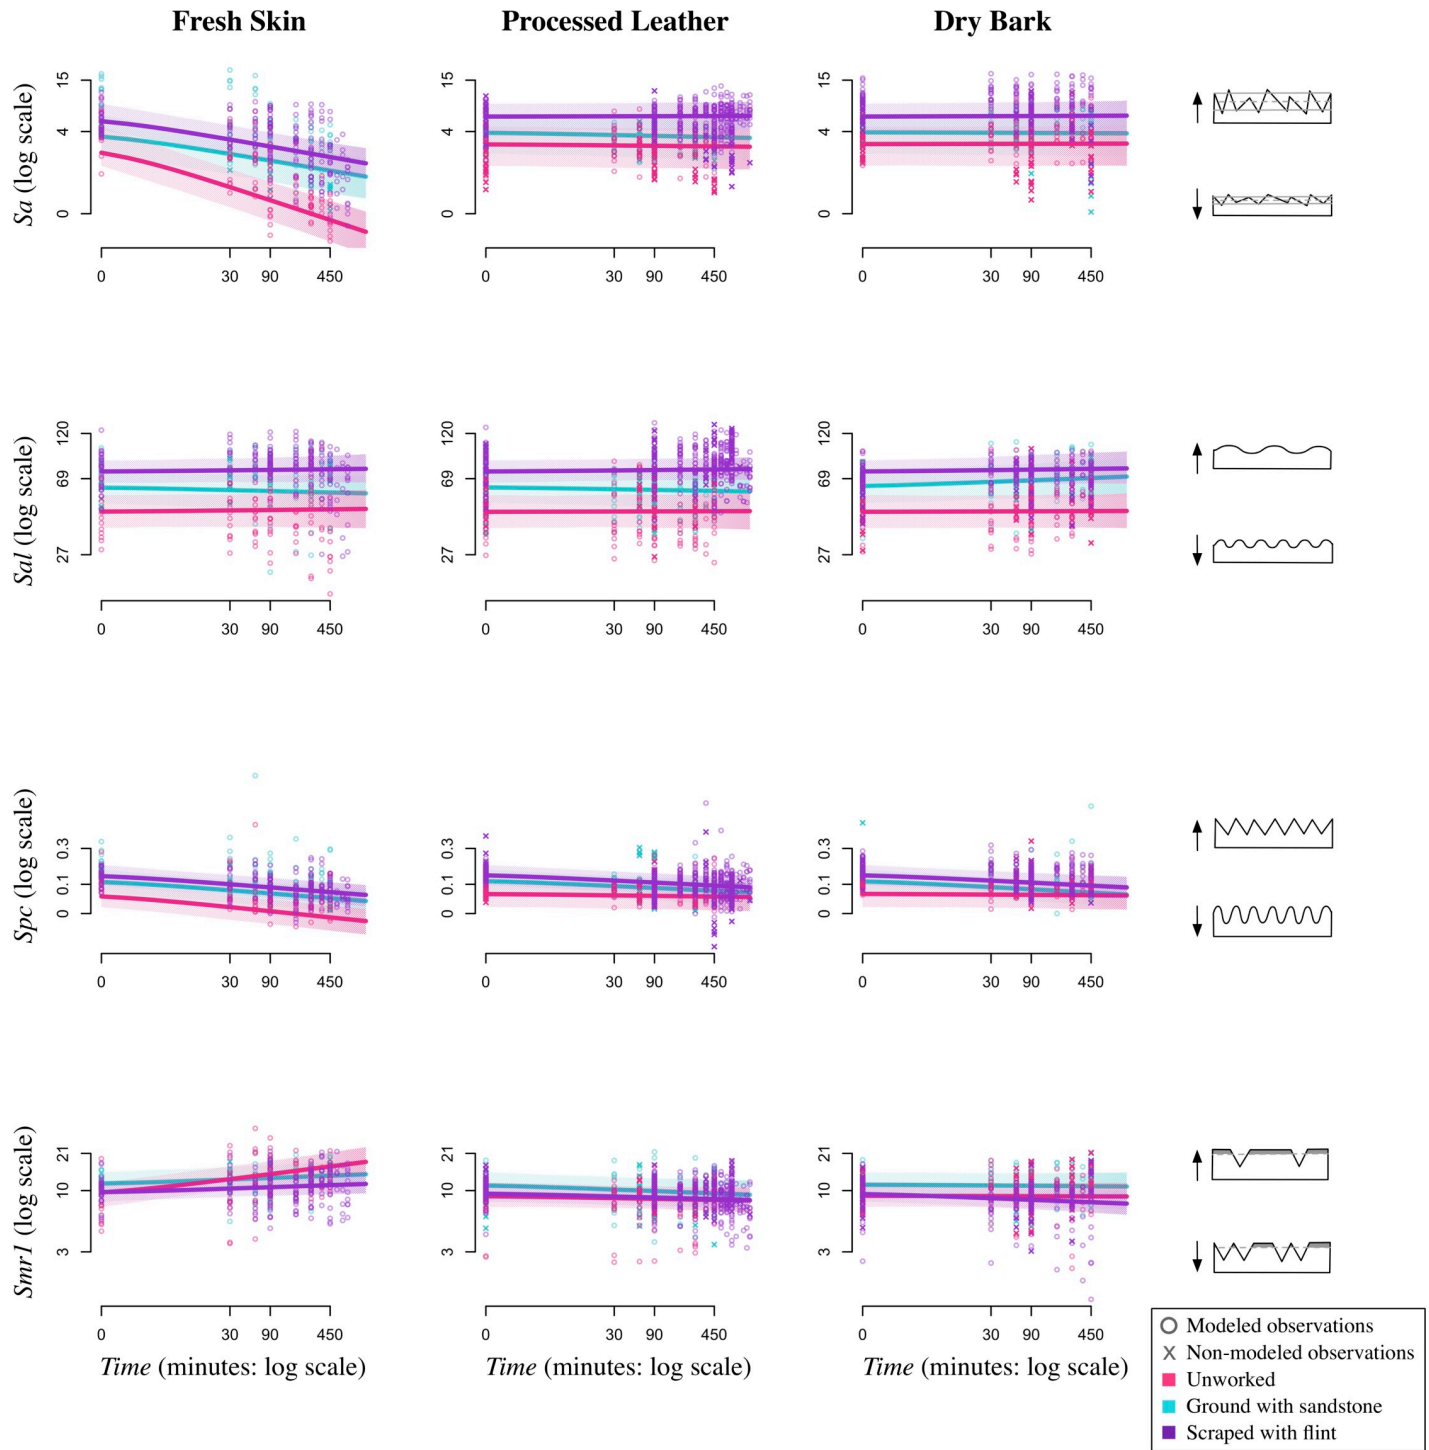 Fresh Skin Processed Leather Dry Bark
Sa (log scale)
15
4
0
15
4
0
15
4
0
0 30 90 450
0 30 90 450
0 30 90 450
Sal (log scale)
120
69
27
120
69
27
120
69
27
0 30 90 450
0 30 90 450
0 30 90 450
Spc (log scale)
0.3
0.1
0
0.3
0.1
0
0.3
0.1
0
0 30 90 450
0 30 90 450
0 30 90 450
Smr1 (log scale)
21
10
3
21
10
3
21
10
3
0 30 90 450
0 30 90 450
0 30 90 450
Time (minutes: log scale)
Time (minutes: log scale)
Time (minutes: log scale)
Modeled observations
X Non-modeled observations
Unworked
Ground with sandstone
Scraped with flint